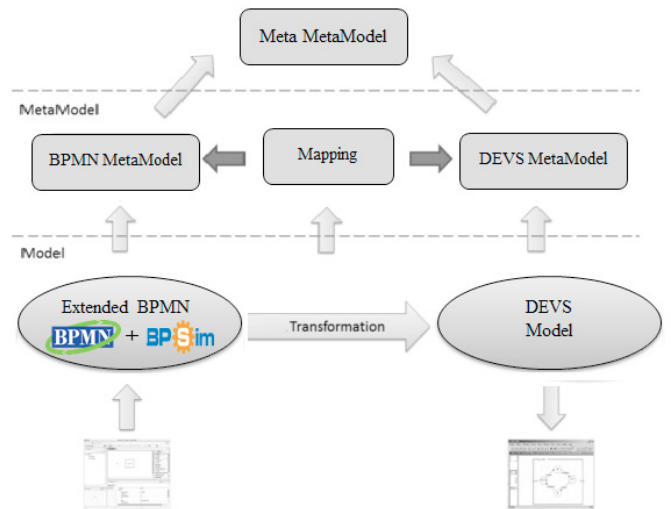 Meta MetaModel
MetaModel
BPMN MetaModel
Mapping
DEVS MetaModel
Model
Extended BPMN
BPMN + BPSim
Transformation
DEVS
Model